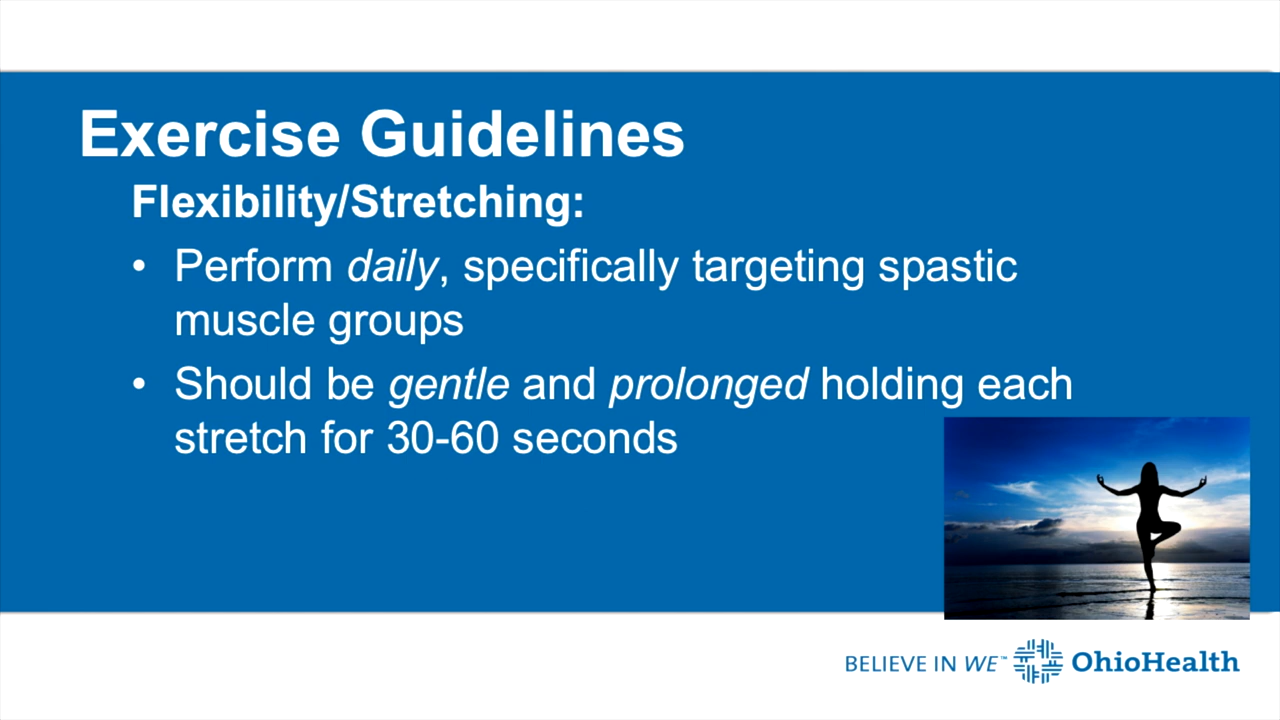 Exercise Guidelines
Flexibility/Stretching:
• Perform daily, specifically targeting spastic
muscle groups
• Should be gentle and prolonged holding each
stretch for 30-60 seconds
BELIEVE IN WE™ OhioHealth